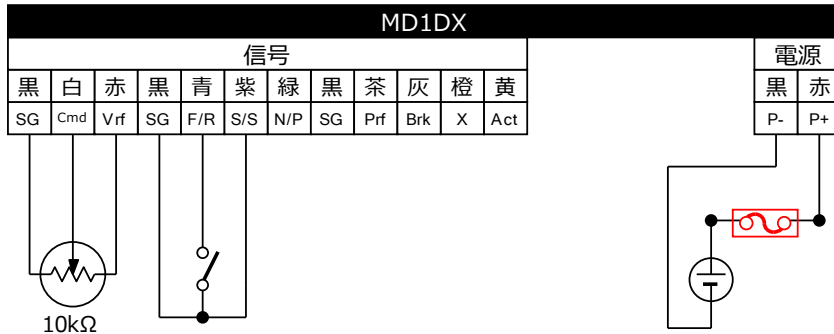 MD1DX
信号 電源
黒 白 赤 黒 青 紫 緑 黒 茶 灰 橙 黄 黒 赤
SG Cmd Vrf SG F/R S/S N/P SG Prf Brk X Act P- P+
10kΩ